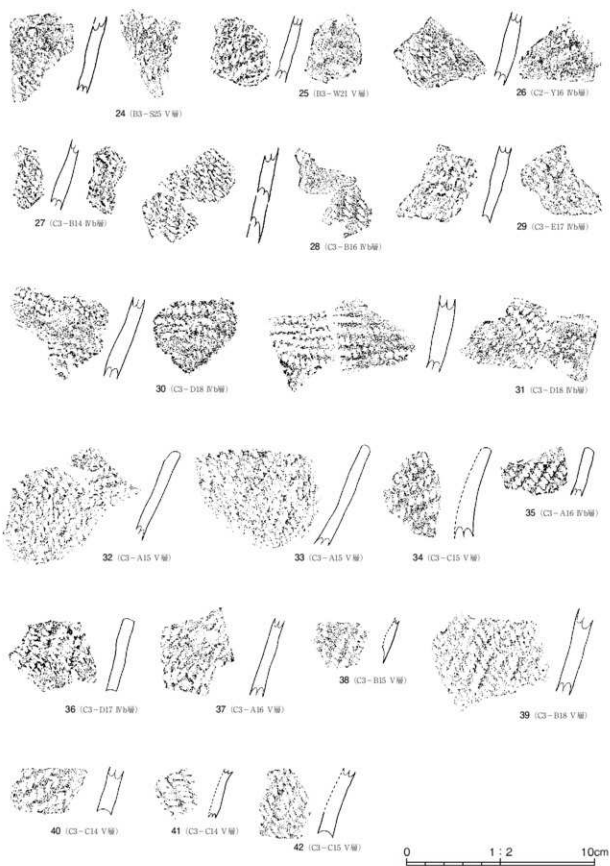 24 (B3-S25 V層)
25 (B3-W21 V層)
26 (C2-Y16 Ⅳb層)
27 (C3-B14 Ⅳb層)
28 (C3-B16 Ⅳb層)
29 (C3-E17 Ⅳb層)
30 (C3-D18 Ⅳb層)
31 (C3-D18 Ⅳb層)
32 (C3-A15 V層)
33 (C3-A15 V層)
34 (C3-C15 V層)
35 (C3-A16 Ⅳb層)
36 (C3-D17 Ⅳb層)
37 (C3-A16 V層)
38 (C3-B15 V層)
39 (C3-B18 V層)
40 (C3-C14 V層)
41 (C3-C14 V層)
42 (C3-C15 V層)
0 1:2 10cm